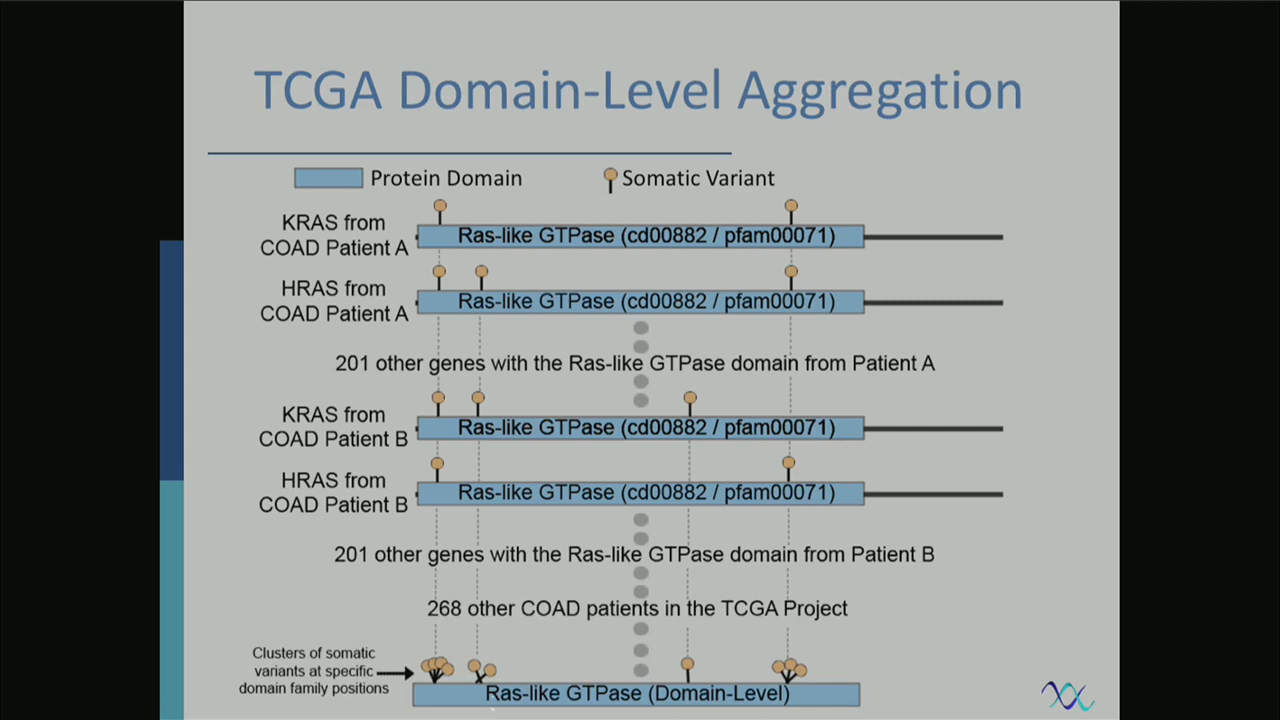 TCGA Domain-Level Aggregation
Protein Domain
Somatic Variant
KRAS from
COAD Patient A
Ras-like GTPase (cd00882 / pfam00071)
HRAS from
COAD Patient A
Ras-like GTPase (cd00882 / pfam00071)
201 other genes with the Ras-like GTPase domain from Patient A
KRAS from
COAD Patient B
Ras-like GTPase (cd00882 / pfam00071)
HRAS from
COAD Patient B
Ras-like GTPase (cd00882 / pfam00071)
201 other genes with the Ras-like GTPase domain from Patient B
268 other COAD patients in the TCGA Project
Clusters of somatic
variants at specific
domain family positions
Ras-like GTPase (Domain-Level)